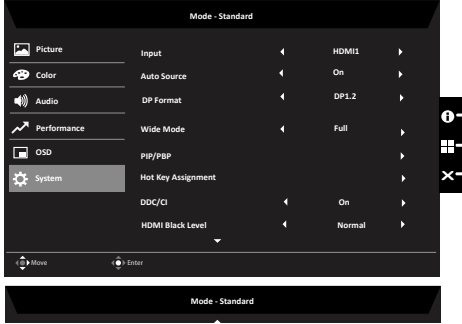 Mode - Standard
Picture
Color
Audio
Performance
OSD
System
Input HDMI1
Auto Source On
DP Format DP1.2
Wide Mode Full
PIP/PBP
Hot Key Assignment
DDC/CI On
HDMI Black Level Normal
Move Enter
Mode - Standard